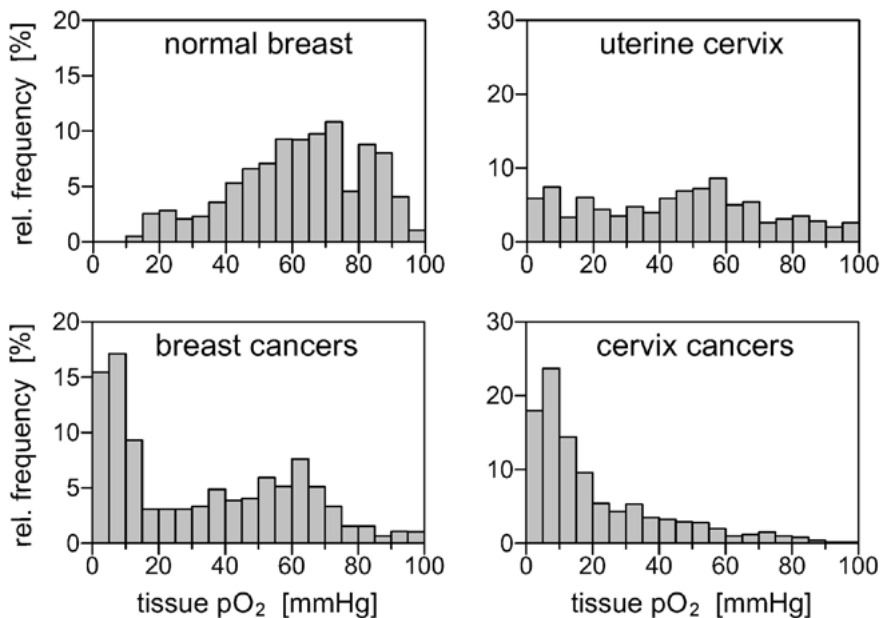 normal breast
rel. frequency [%]
20
15
10
5
0
0 20 40 60 80 100
uterine cervix
30
20
10
0
0 20 40 60 80 100
breast cancers
rel. frequency [%]
20
15
10
5
0
0 20 40 60 80 100
tissue pO₂ [mmHg]
cervix cancers
30
20
10
0
0 20 40 60 80 100
tissue pO₂ [mmHg]